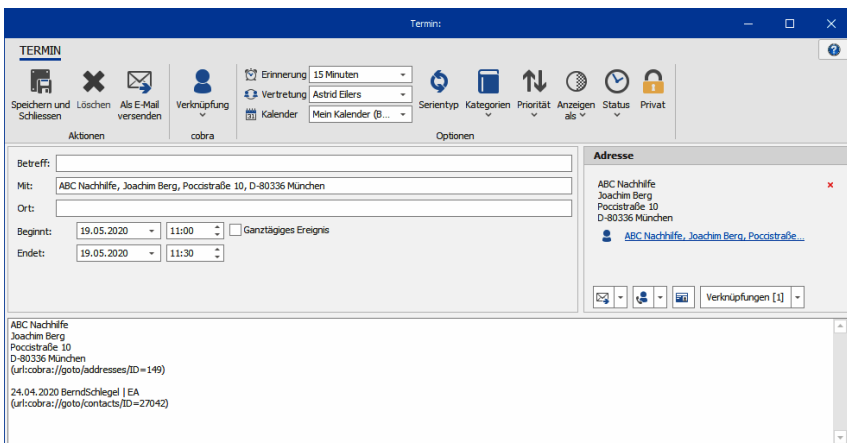 Termin:
TERMIN
Speichern und Schliessen
Löschen
Als E-Mail versenden
Aktionen
Verknüpfung
cobra
Erinnerung 15 Minuten
Vertretung Astrid Eilers
Kalender Mein Kalender (B...
Serientyp
Kategorien
Priorität
Anzeigen als
Status
Privat
Optionen
Betreff:
Mit: ABC Nachhilfe, Joachim Berg, Poccistraße 10, D-80336 München
Ort:
Beginnt: 19.05.2020 11:00 Ganztägiges Ereignis
Endet: 19.05.2020 11:30
Adresse
ABC Nachhilfe
Joachim Berg
Poccistraße 10
D-80336 München
ABC Nachhilfe, Joachim Berg, Poccistraße...
Verknüpfungen [1]
ABC Nachhilfe
Joachim Berg
Poccistraße 10
D-80336 München
(url:cobra://goto/addresses/ID=149)
24.04.2020 BerndSchlegel | EA
(url:cobra://goto/contacts/ID=27042)